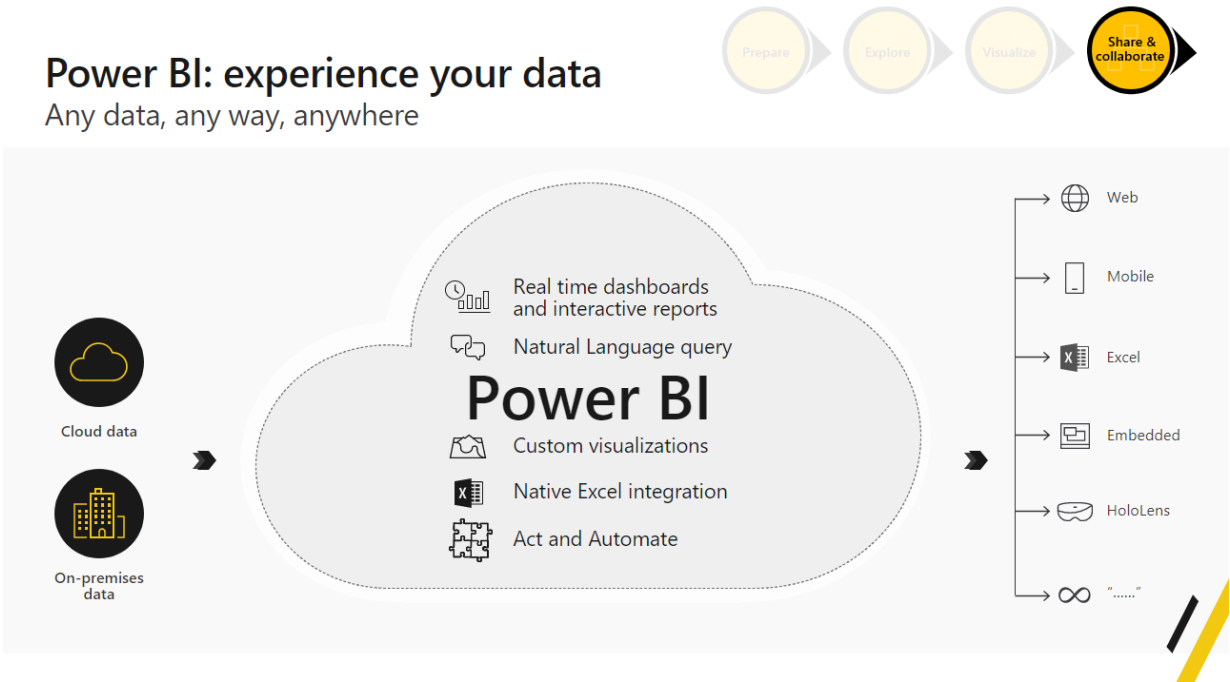 Prepare
Explore
Visualize
Share &
collaborate
Power BI: experience your data
Any data, any way, anywhere
Cloud data
On-premises
data
Real time dashboards
and interactive reports
Natural Language query
Power BI
Custom visualizations
X
Native Excel integration
Act and Automate
Web
Mobile
X
Excel
Embedded
HoloLens
“......”